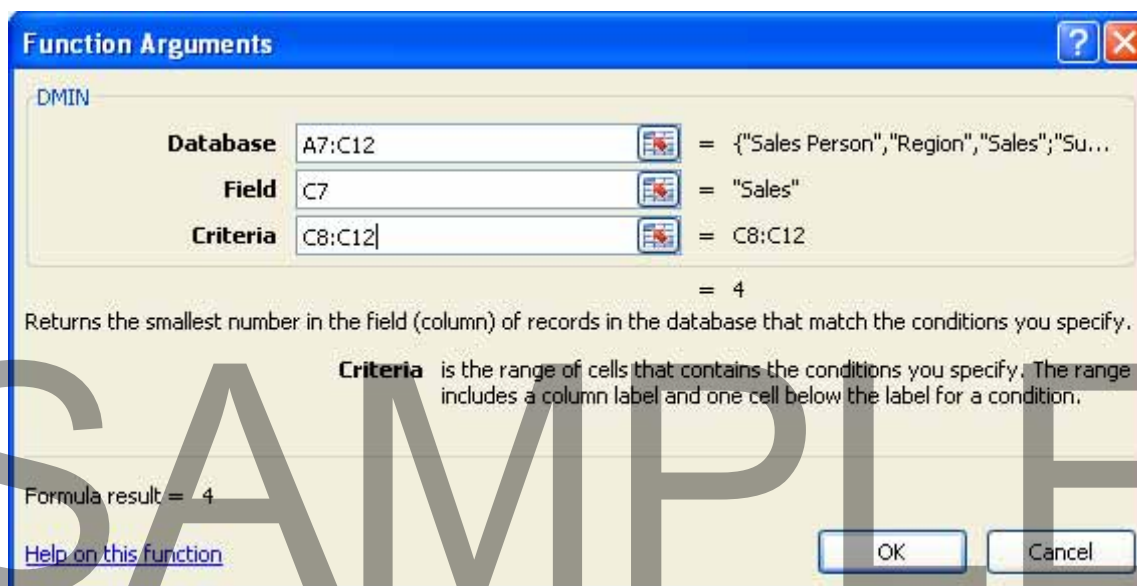 Function Arguments
DMIN
Database A7:C12 = {"Sales Person","Region","Sales";"Su...
Field C7 = "Sales"
Criteria C8:C12 = C8:C12
= 4
Returns the smallest number in the field (column) of records in the database that match the conditions you specify.
Criteria is the range of cells that contains the conditions you specify. The range
includes a column label and one cell below the label for a condition.
SAMPLE
Formula result = 4
Help on this function OK Cancel